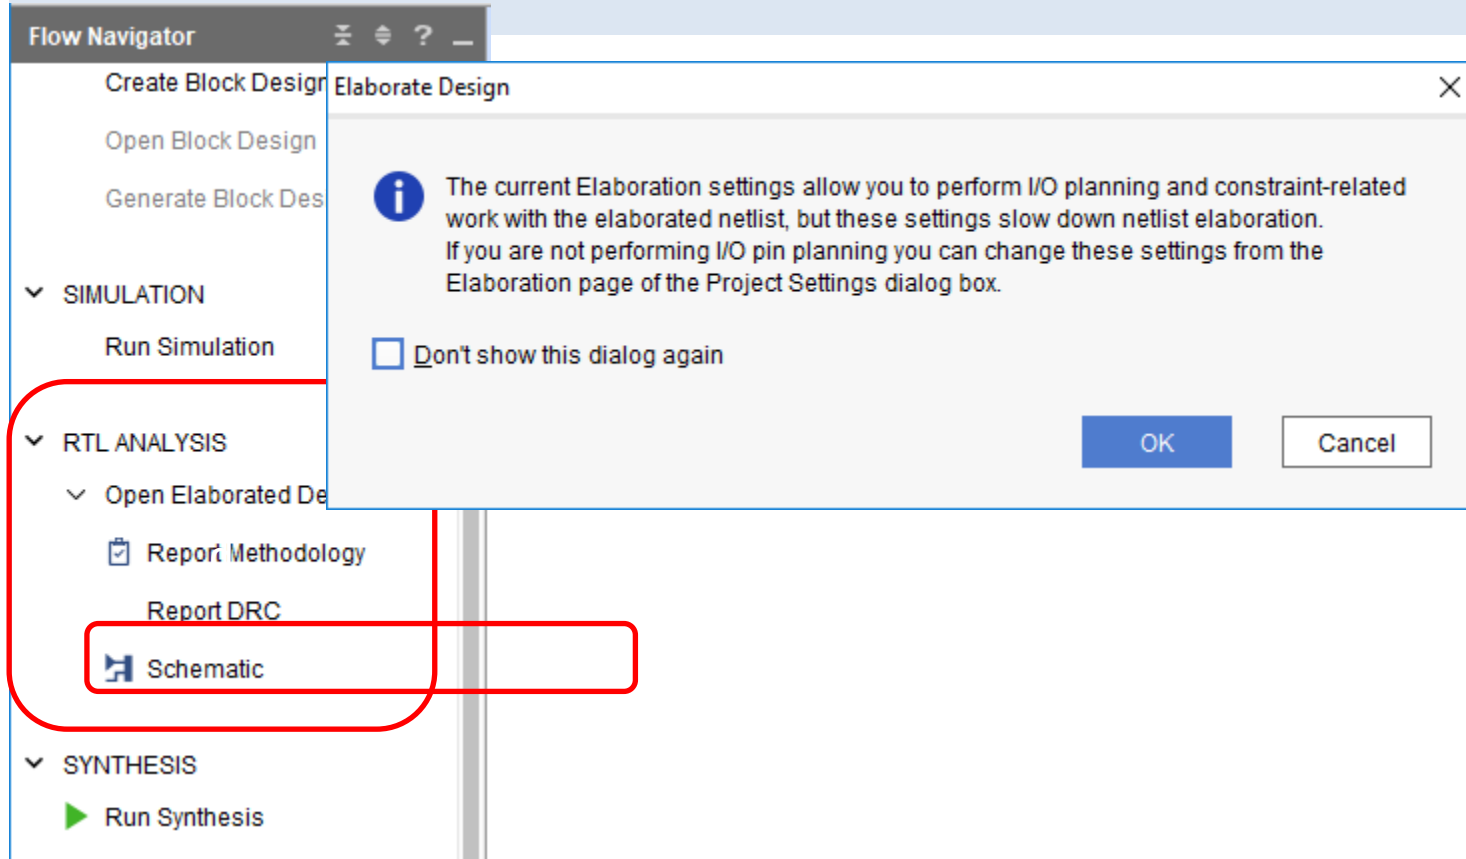 Flow Navigator ?
Create Block Design
Open Block Design
Generate Block Des
SIMULATION
Run Simulation
RTL ANALYSIS
Open Elaborated De
Report Methodology
Report DRC
Schematic
SYNTHESIS
Run Synthesis
Elaborate Design
The current Elaboration settings allow you to perform I/O planning and constraint-related
work with the elaborated netlist, but these settings slow down netlist elaboration.
If you are not performing I/O pin planning you can change these settings from the
Elaboration page of the Project Settings dialog box.
Don't show this dialog again
OK
Cancel